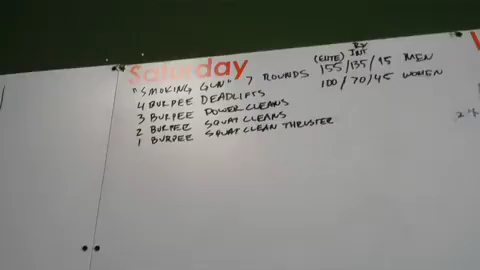 Saturday
(ELITE) RX INT
"SMOKING GUN" 7 ROUNDS 155/135/95 MEN
4 BURPEE DEADLIFTS 100/70/45 WOMEN
3 BURPEE POWER CLEANS
2 BURPEE SQUAT CLEANS
1 BURPEE SQUAT CLEAN THRUSTER